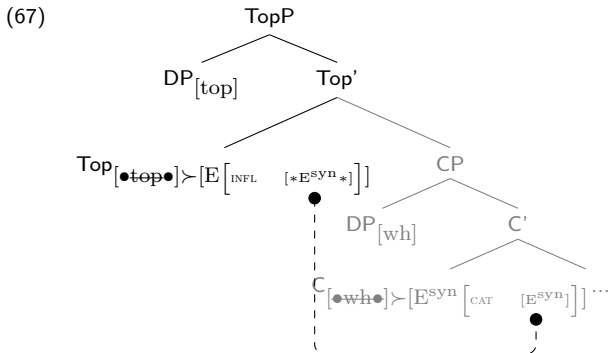 (67)
TopP
DP[top]
Top'
Top[●top●]≻[E[INFL [∗Esyn∗]]]
CP
DP[wh]
C'
C[●wh●]≻[Esyn[CAT [Esyn]]]
...